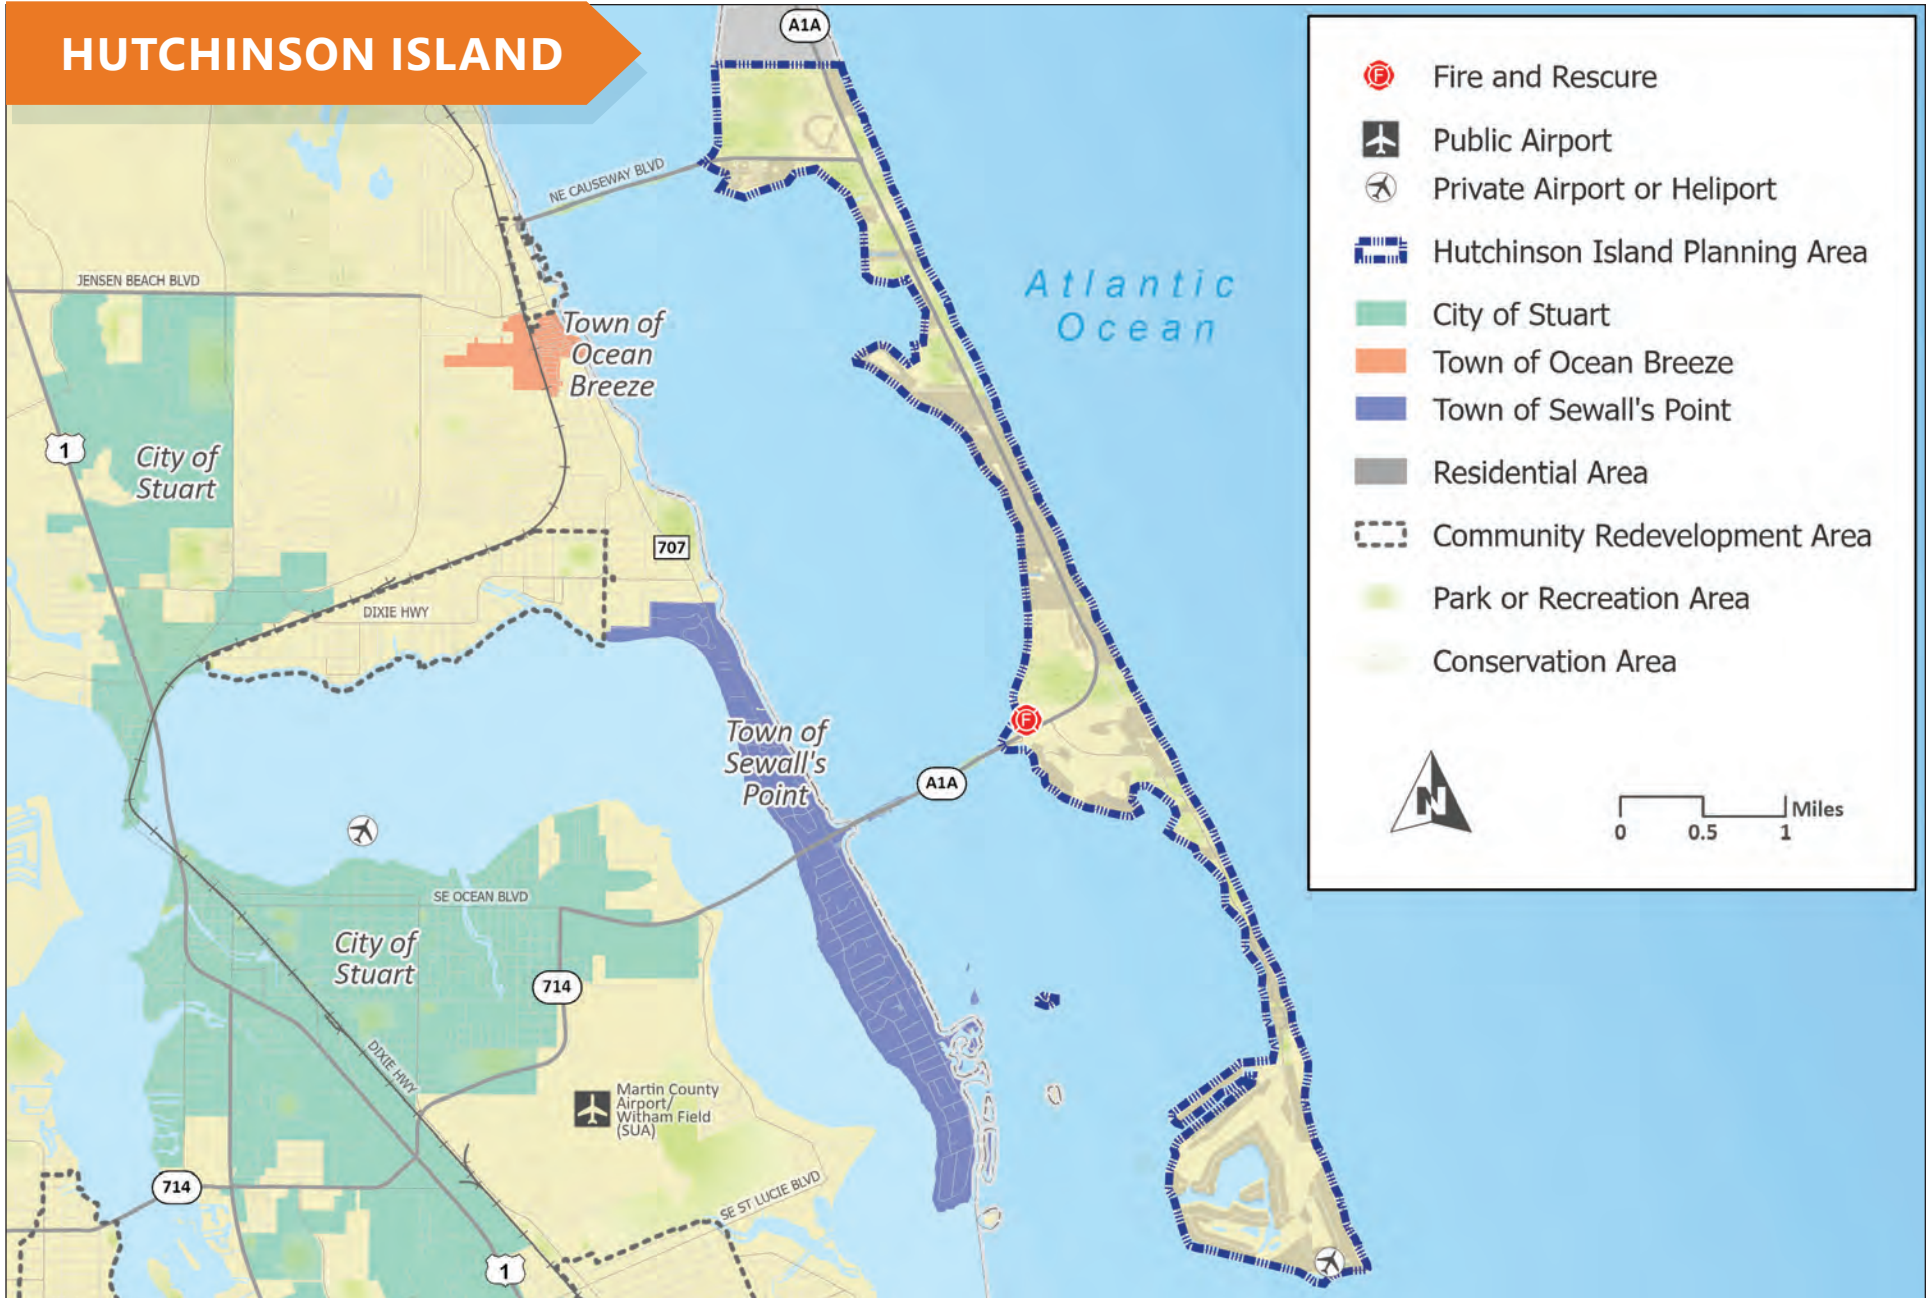 HUTCHINSON ISLAND
A1A
NE CAUSEWAY BLVD
JENSEN BEACH BLVD
Town of
Ocean
Breeze
Atlantic
Ocean
1
City of
Stuart
707
DIXIE HWY
Town of
Sewall's
Point
F
A1A
SE OCEAN BLVD
City of
Stuart
714
DIXIE HWY
Martin County
Airport/
Witham Field
(SUA)
714
SE ST LUCIE BLVD
1
F
Fire and Rescure
Public Airport
Private Airport or Heliport
Hutchinson Island Planning Area
City of Stuart
Town of Ocean Breeze
Town of Sewall's Point
Residential Area
Community Redevelopment Area
Park or Recreation Area
Conservation Area
N
Miles
0 0.5 1